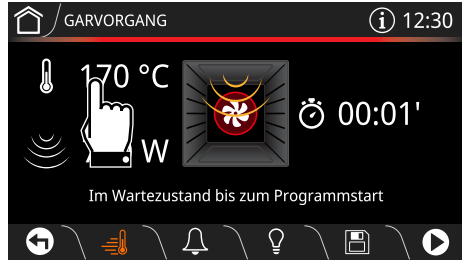 GARVORGANG
i 12:30
170 °C
00:01'
W
Im Wartezustand bis zum Programmstart